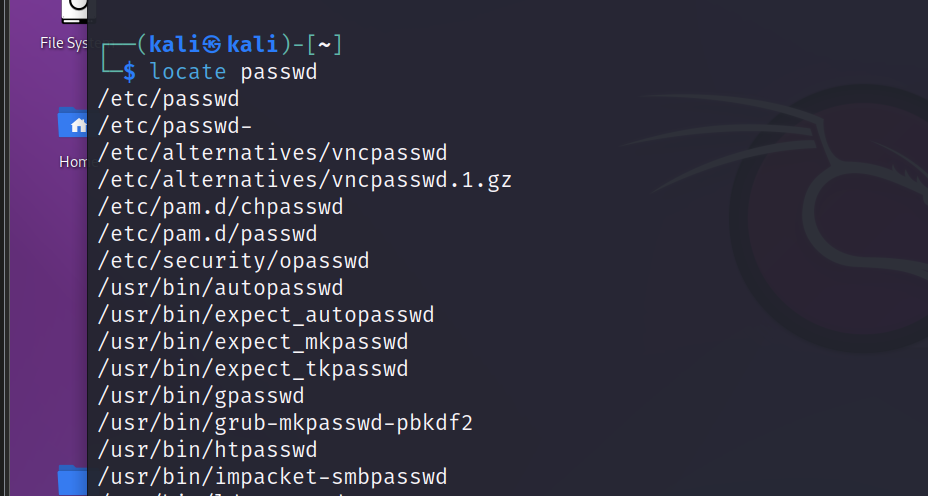 File Sys
┌──(kali㉿kali)-[~]
└─$ locate passwd
/etc/passwd
/etc/passwd-
/etc/alternatives/vncpasswd
Home
/etc/alternatives/vncpasswd.1.gz
/etc/pam.d/chpasswd
/etc/pam.d/passwd
/etc/security/opasswd
/usr/bin/autopasswd
/usr/bin/expect_autopasswd
/usr/bin/expect_mkpasswd
/usr/bin/expect_tkpasswd
/usr/bin/gpasswd
/usr/bin/grub-mkpasswd-pbkdf2
/usr/bin/htpasswd
/usr/bin/impacket-smbpasswd